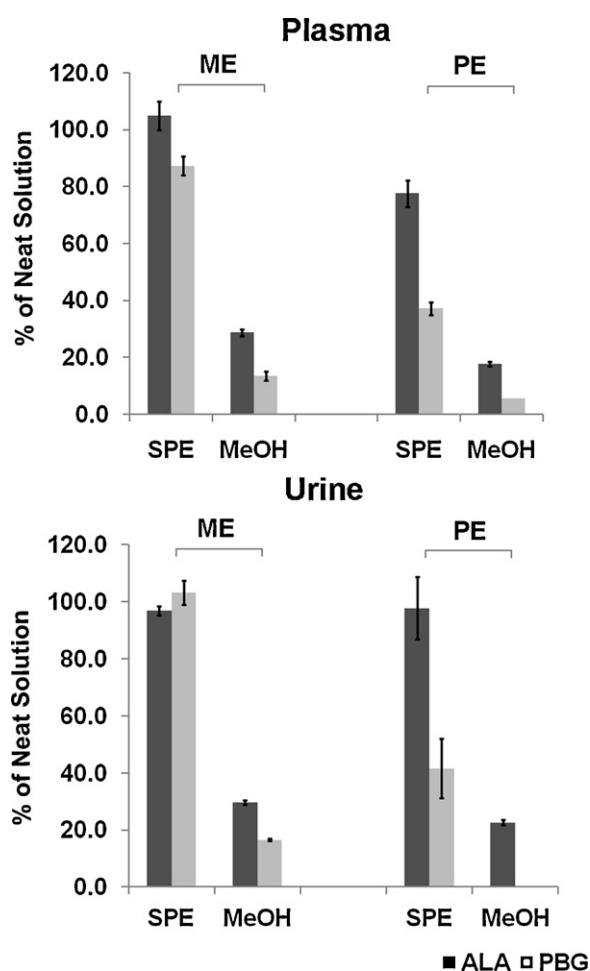 Plasma
ME PE
% of Neat Solution
120.0
100.0
80.0
60.0
40.0
20.0
0.0
SPE MeOH SPE MeOH
Urine
ME PE
% of Neat Solution
120.0
100.0
80.0
60.0
40.0
20.0
0.0
SPE MeOH SPE MeOH
ALA PBG